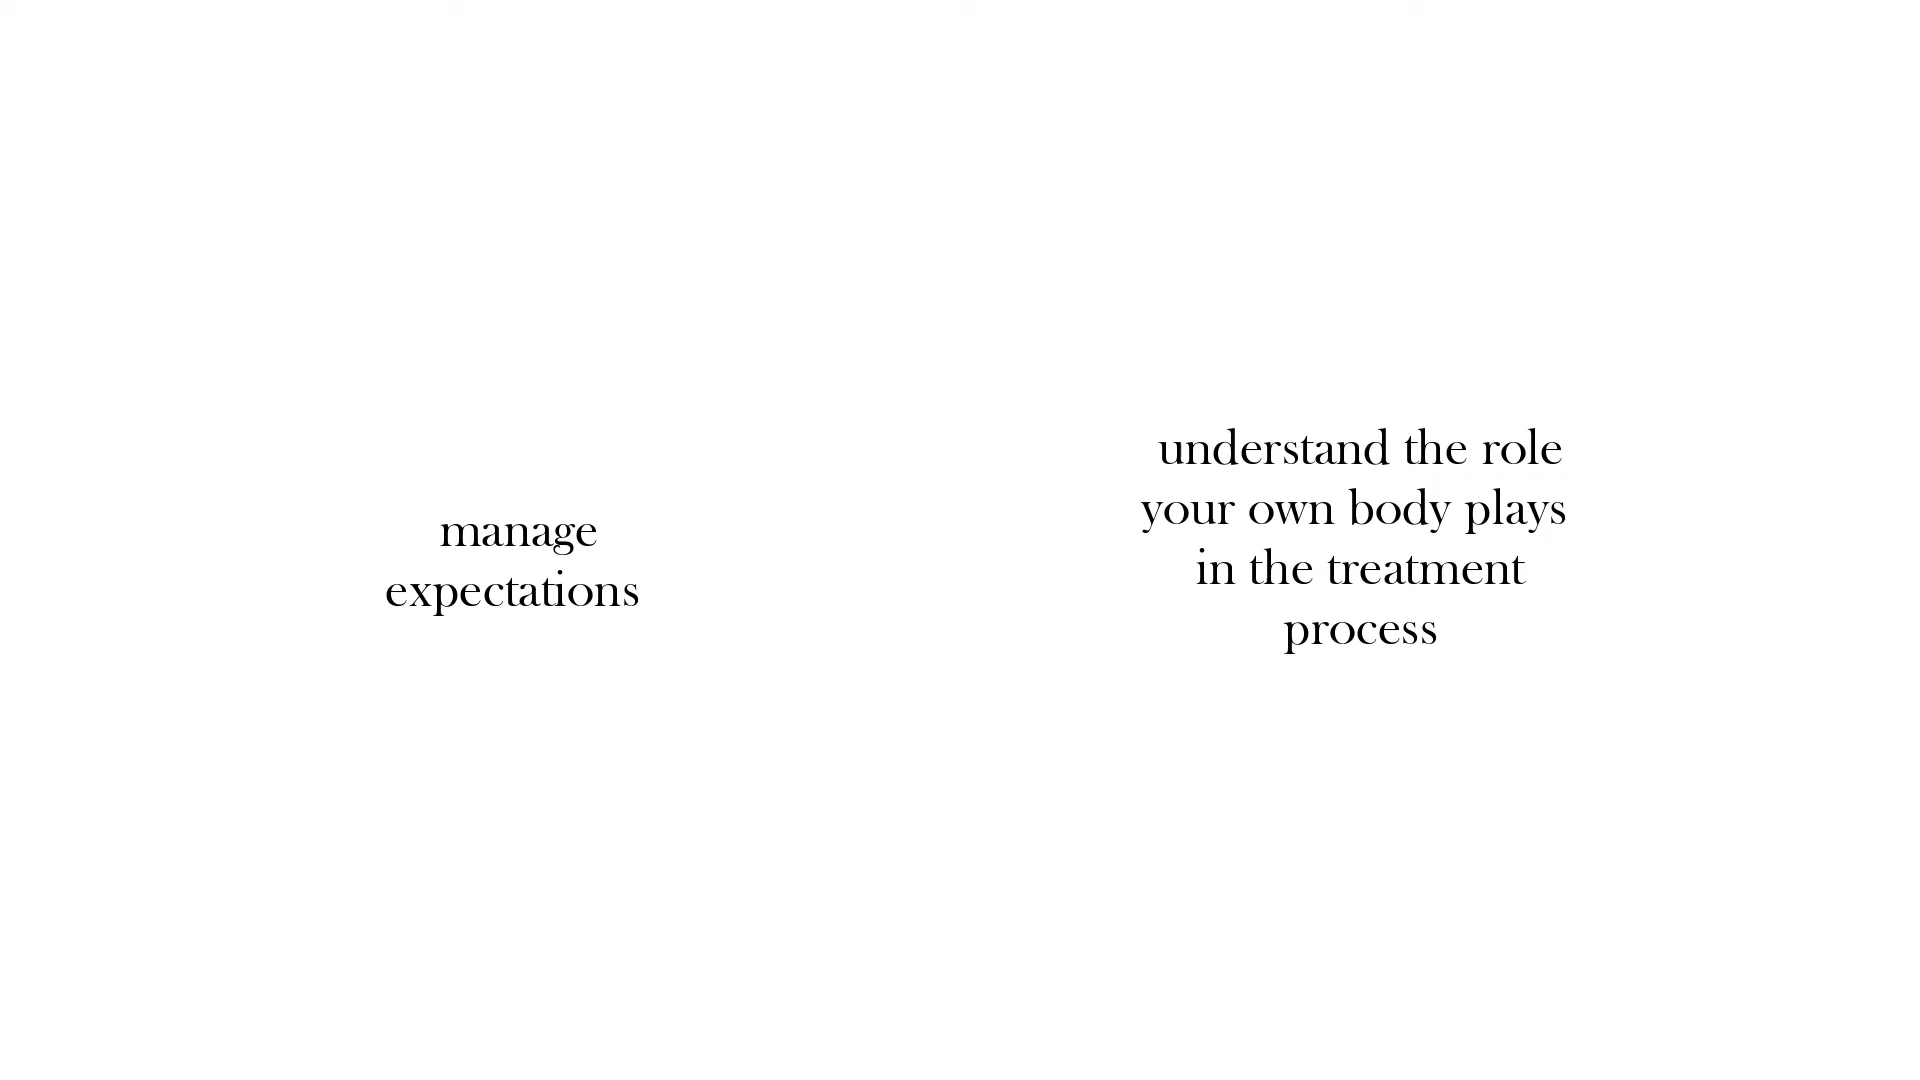 manage
expectations
understand the role
your own body plays
in the treatment
process